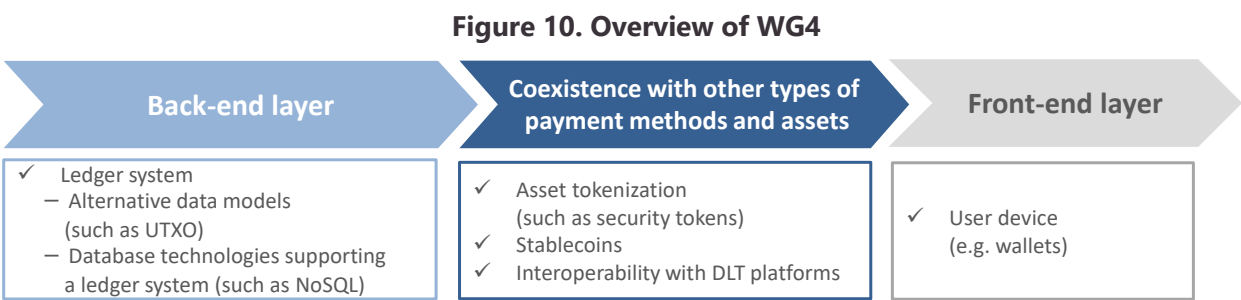 Figure 10. Overview of WG4
Back-end layer
Coexistence with other types of
payment methods and assets
Front-end layer
✓ Ledger system
– Alternative data models
(such as UTXO)
– Database technologies supporting
a ledger system (such as NoSQL)
✓ Asset tokenization
(such as security tokens)
✓ Stablecoins
✓ Interoperability with DLT platforms
✓ User device
(e.g. wallets)